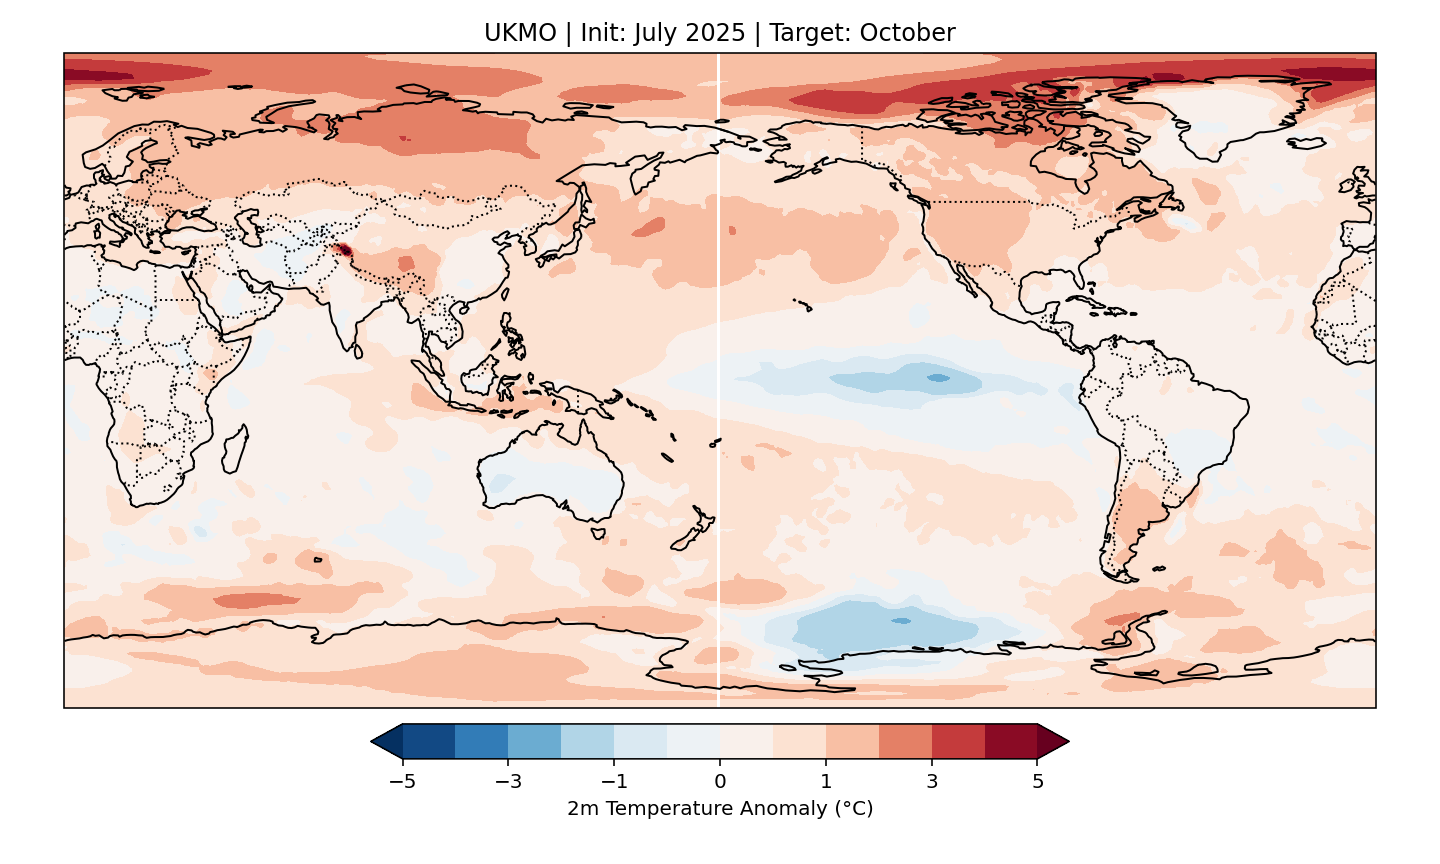 UKMO | Init: July 2025 | Target: October
−5 −3 −1 0 1 3 5
2m Temperature Anomaly (°C)